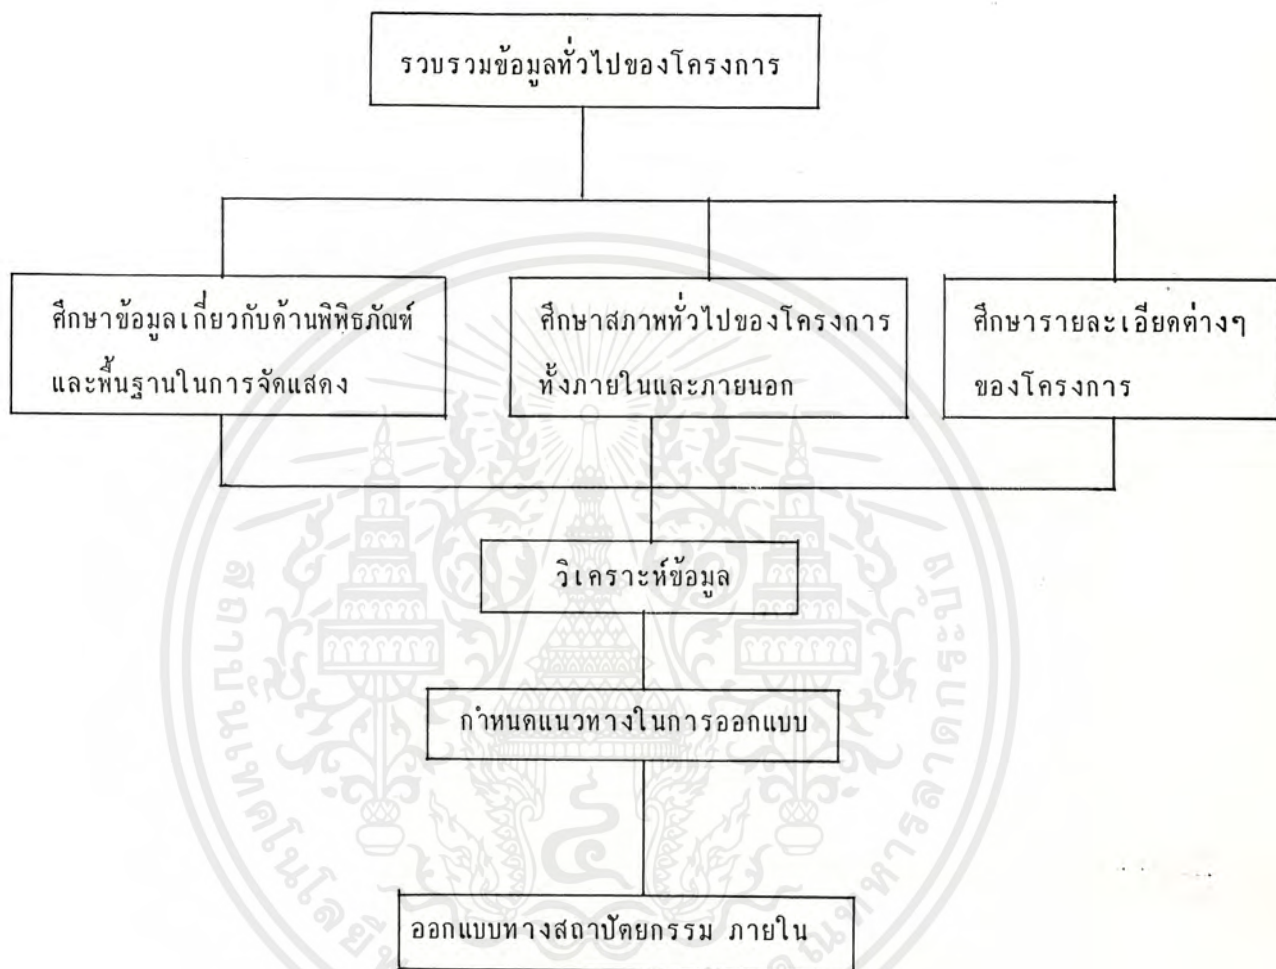 รวบรวมข้อมูลทั่วไปของโครงการ
ศึกษาข้อมูลเกี่ยวกับด้านพิพิธภัณฑ์
และพื้นฐานในการจัดแสดง
ศึกษาสภาพทั่วไปของโครงการ
ทั้งภายในและภายนอก
ศึกษารายละเอียดต่างๆ
ของโครงการ
วิเคราะห์ข้อมูล
กำหนดแนวทางในการออกแบบ
ออกแบบทางสถาปัตยกรรม ภายใน